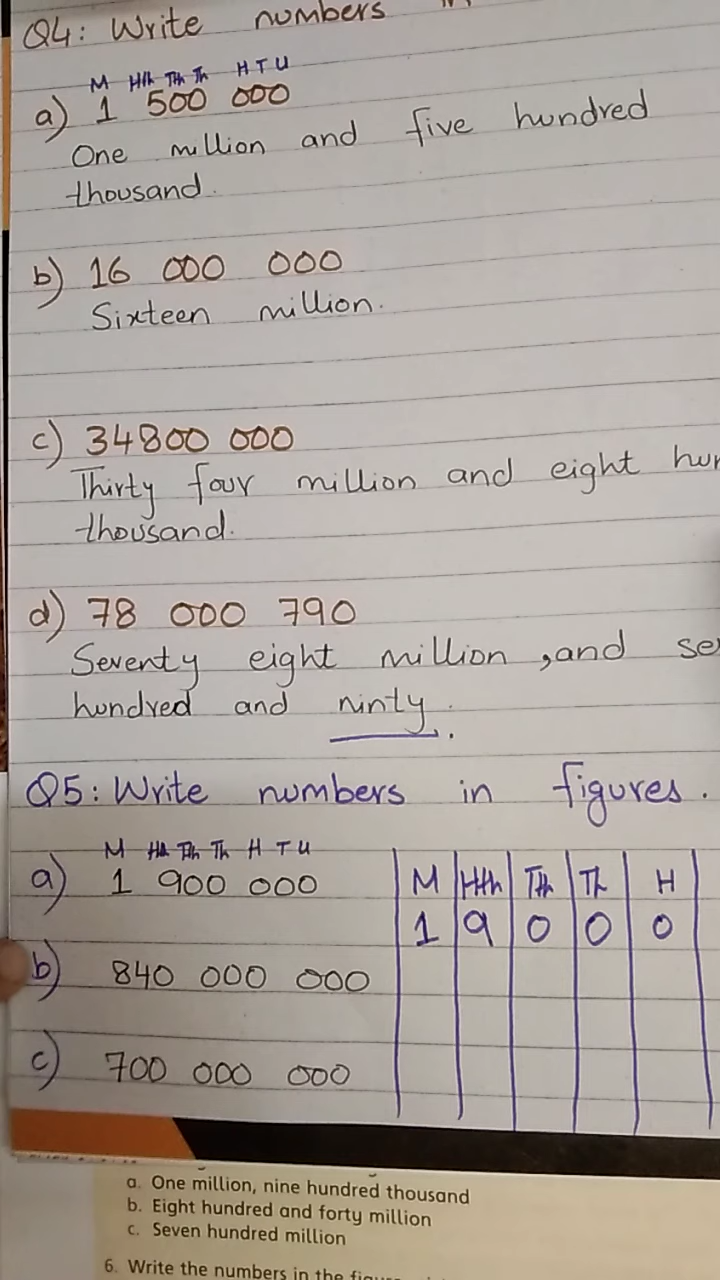 Q4: Write numbers
M Hth Tth Th H T U
a) 1 500 000
One million and five hundred
thousand.
b) 16 000 000
Sixteen million.
c) 34800 000
Thirty four million and eight
thousand.
d) 78 000 790
Seventy eight million ,and
hundred and ninty.
Q5: Write numbers in figures.
M Hth Tth Th H T U
a) 1 900 000
M Hth Tth Th H
1 9 0 0 0
b) 840 000 000
c) 700 000 000
a. One million, nine hundred thousand
b. Eight hundred and forty million
c. Seven hundred million
6. Write the numbers in the